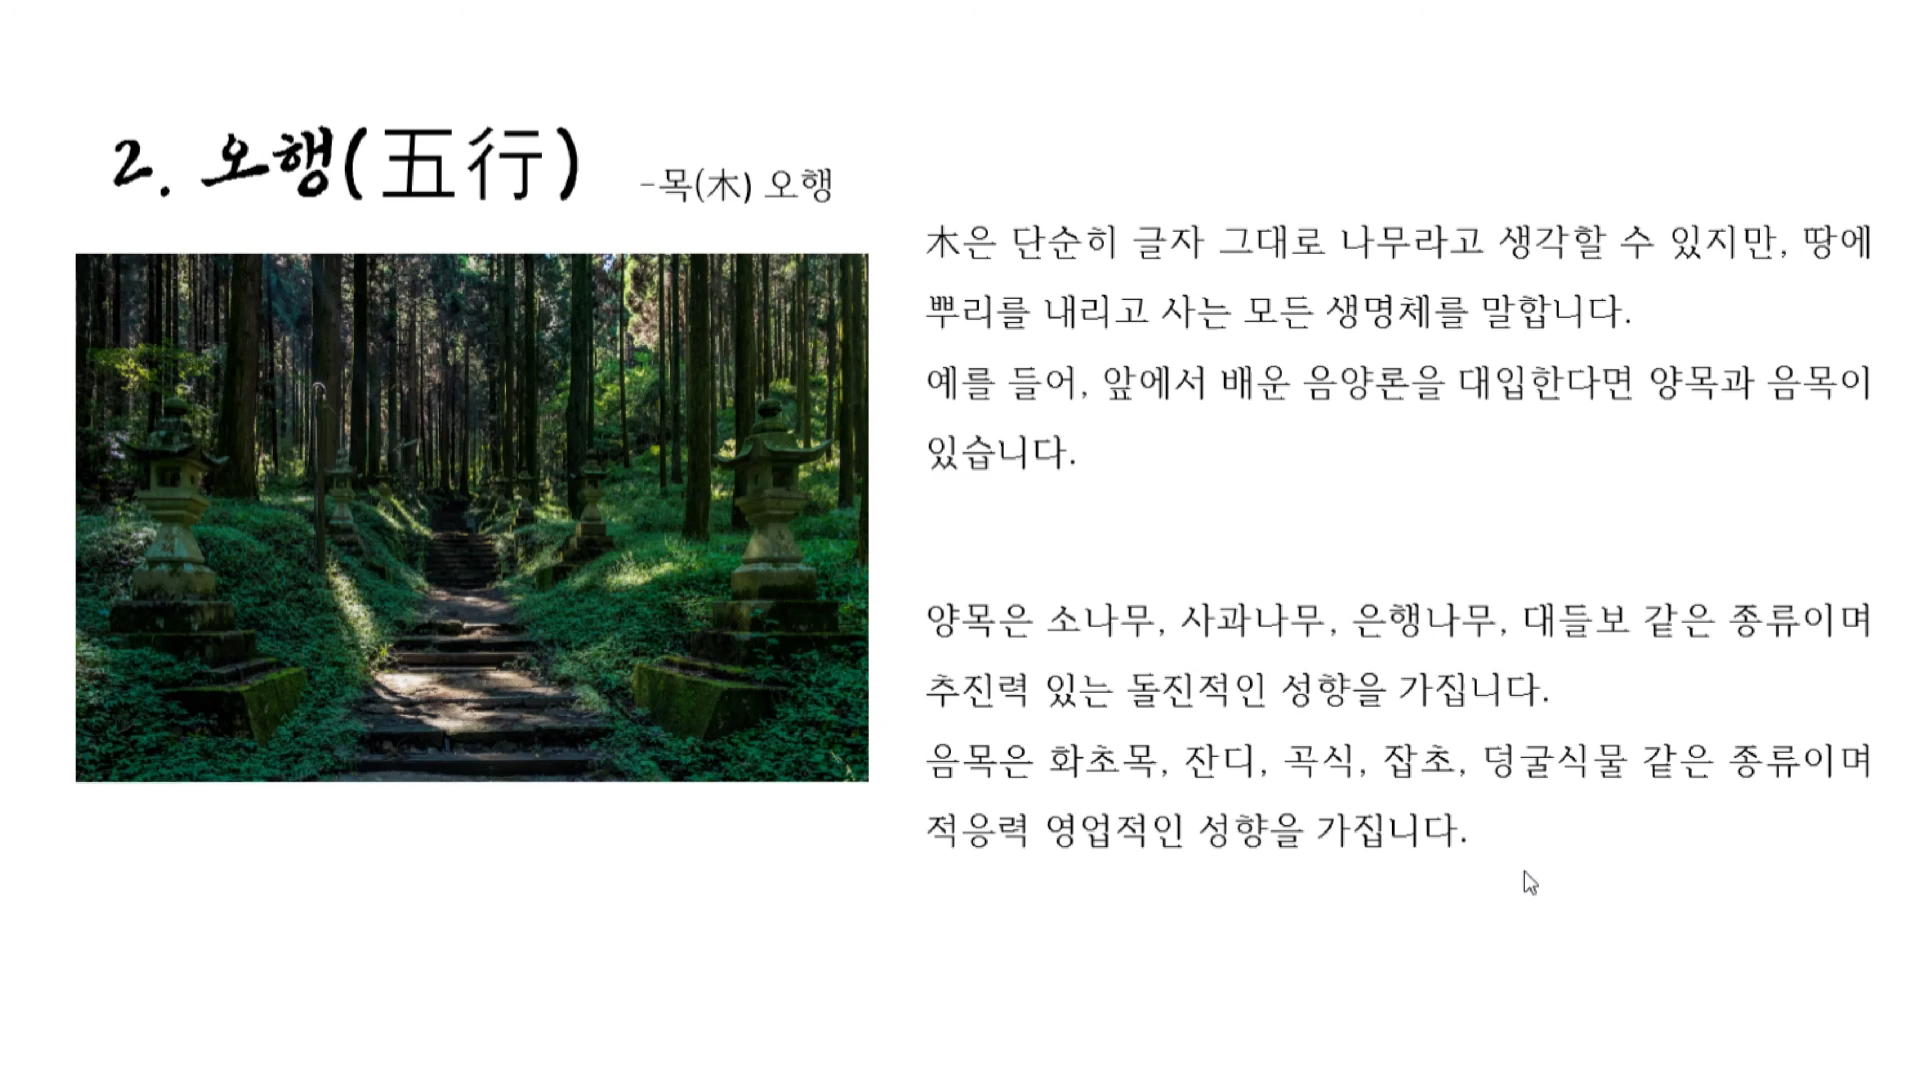 2. 오행(五行) -목(木) 오행
木은 단순히 글자 그대로 나무라고 생각할 수 있지만, 땅에
뿌리를 내리고 사는 모든 생명체를 말합니다.
예를 들어, 앞에서 배운 음양론을 대입한다면 양목과 음목이
있습니다.
양목은 소나무, 사과나무, 은행나무, 대들보 같은 종류이며
추진력 있는 돌진적인 성향을 가집니다.
음목은 화초목, 잔디, 곡식, 잡초, 덩굴식물 같은 종류이며
적응력 영업적인 성향을 가집니다.